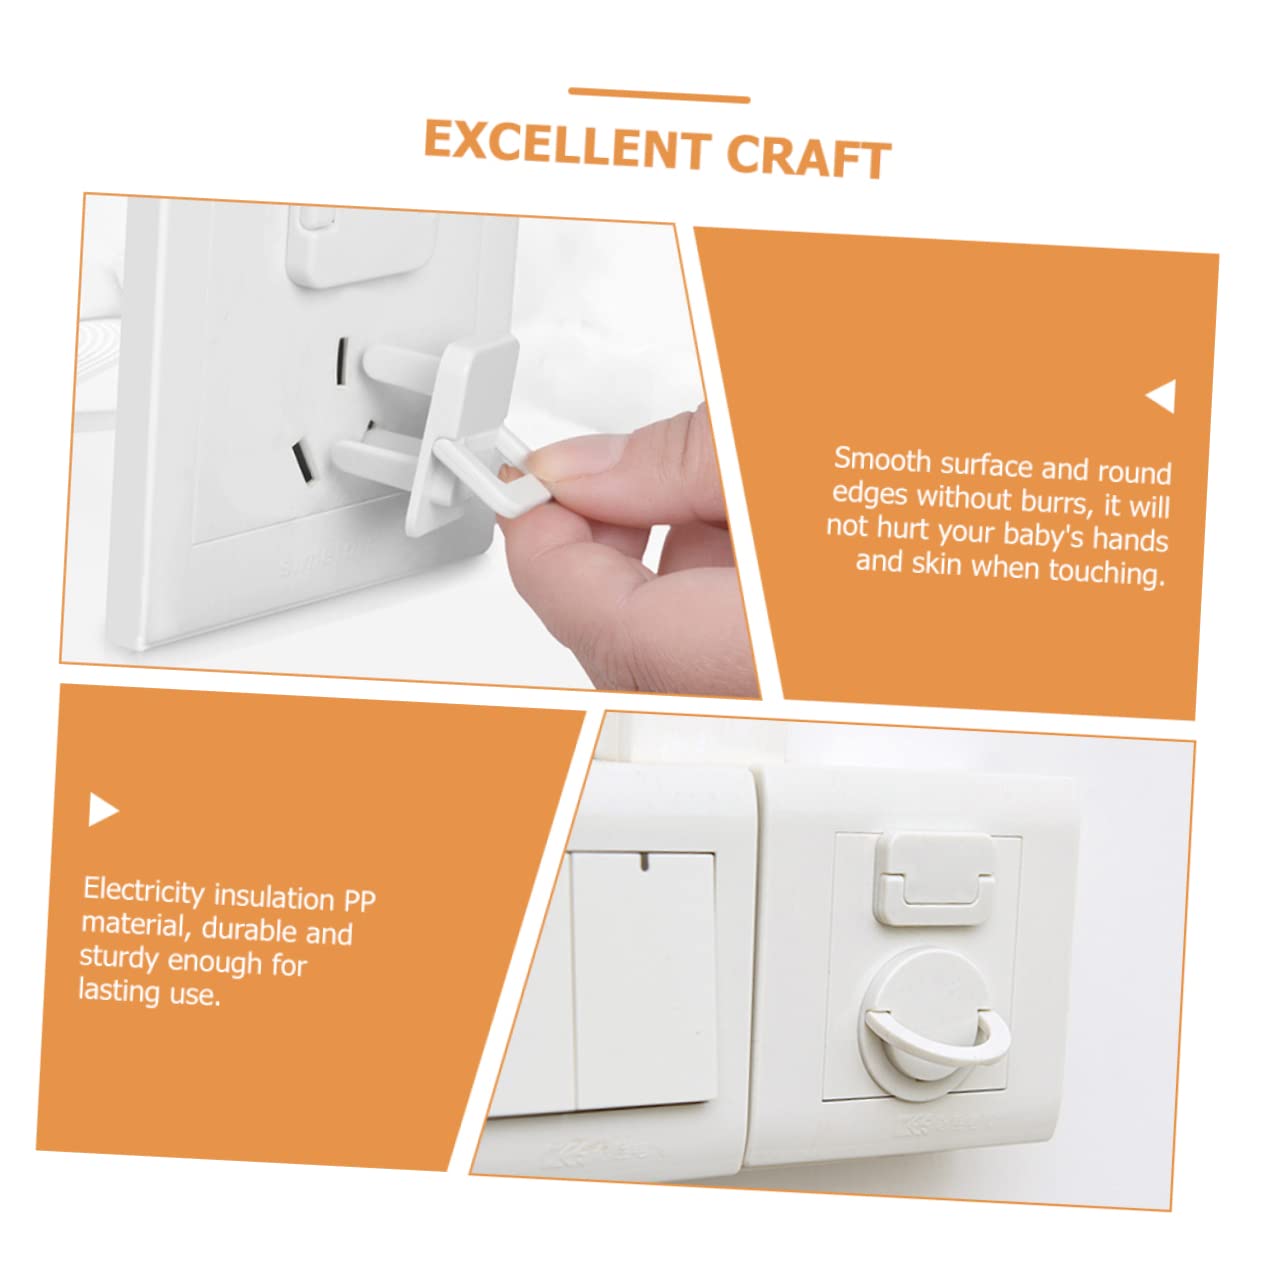 EXCELLENT CRAFT
Smooth surface and round
edges without burrs, it will
not hurt your baby's hands
and skin when touching.
Electricity insulation PP
material, durable and
sturdy enough for
lasting use.